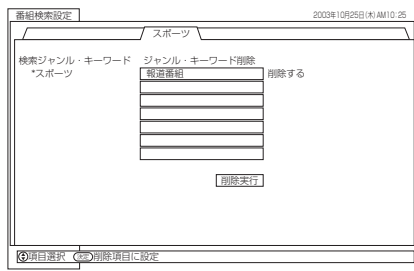 番組検索設定 2003年10月25日(木)AM10:25
スポーツ
検索ジャンル・キーワード ジャンル・キーワード削除
*スポーツ 報道番組 削除する
削除実行
項目選択 決定 削除項目に設定